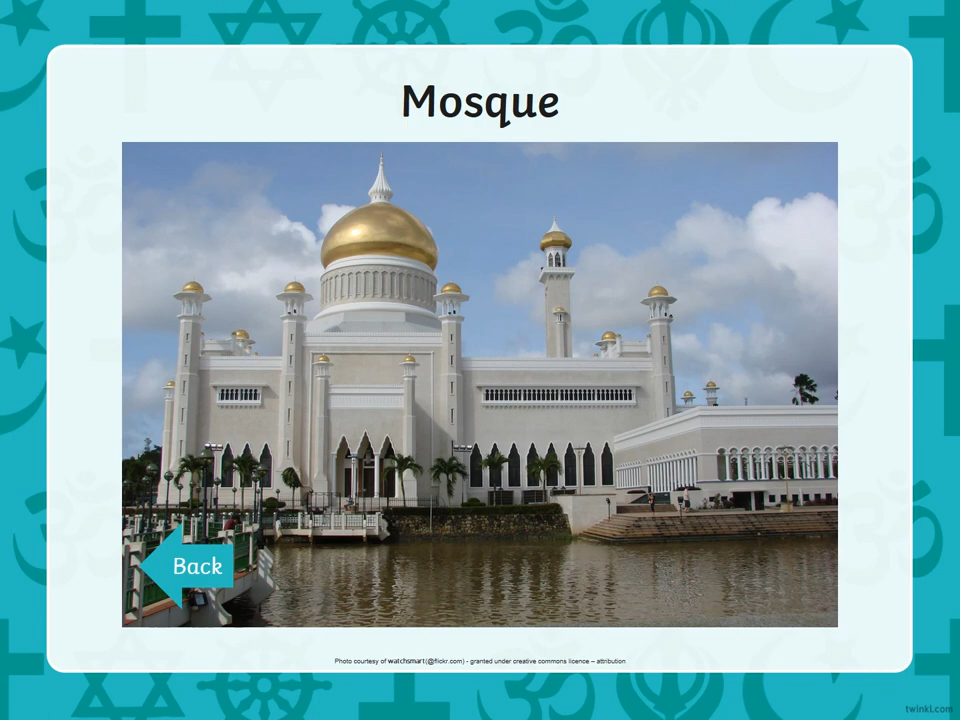 Mosque
Back
Photo courtesy of watchsmart(@flickr.com) - granted under creative commons licence – attribution
twinkl.com